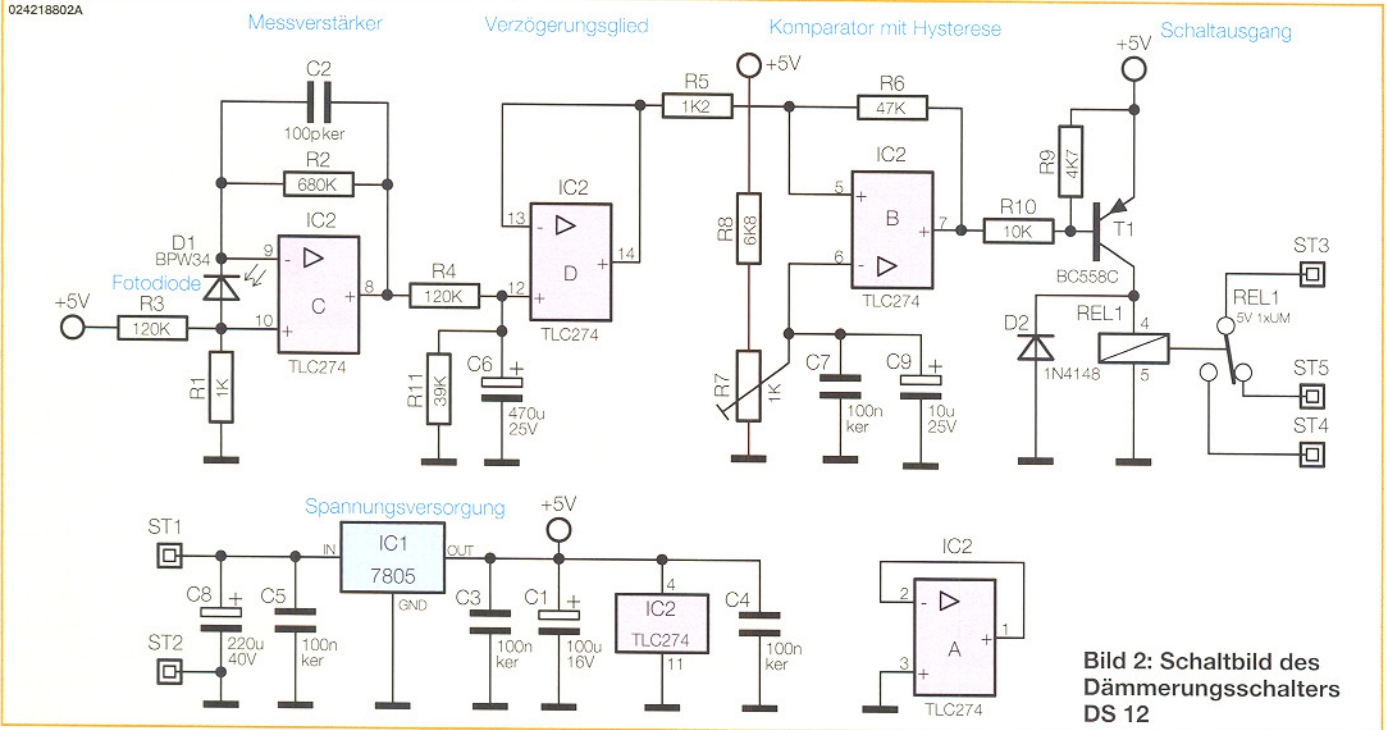 024218802A
Messverstärker
Verzögerungsglied
Komparator mit Hysterese
Schaltausgang
C2
100p ker
R2
680K
IC2
D1
BPW34
Fotodiode
9
-
C
+
8
10
+
TLC274
+5V
R3
120K
R1
1K
R4
120K
R11
39K
C6
+
470u
25V
IC2
13
-
D
+
14
12
+
TLC274
R5
1K2
+5V
R8
6K8
R7
1K
R6
47K
IC2
5
+
B
7
6
-
TLC274
C7
100n
ker
C9
+
10u
25V
R10
10K
+5V
R9
4K7
T1
BC558C
D2
1N4148
REL1
4
5
REL1
5V 1xUM
ST3
ST5
ST4
Spannungsversorgung
ST1
ST2
C8
+
220u
40V
C5
100n
ker
IN
IC1
7805
OUT
GND
C3
100n
ker
+5V
C1
+
100u
16V
4
IC2
TLC274
11
C4
100n
ker
IC2
2
-
A
+
1
3
+
TLC274
Bild 2: Schaltbild des
Dämmerungsschalters
DS 12